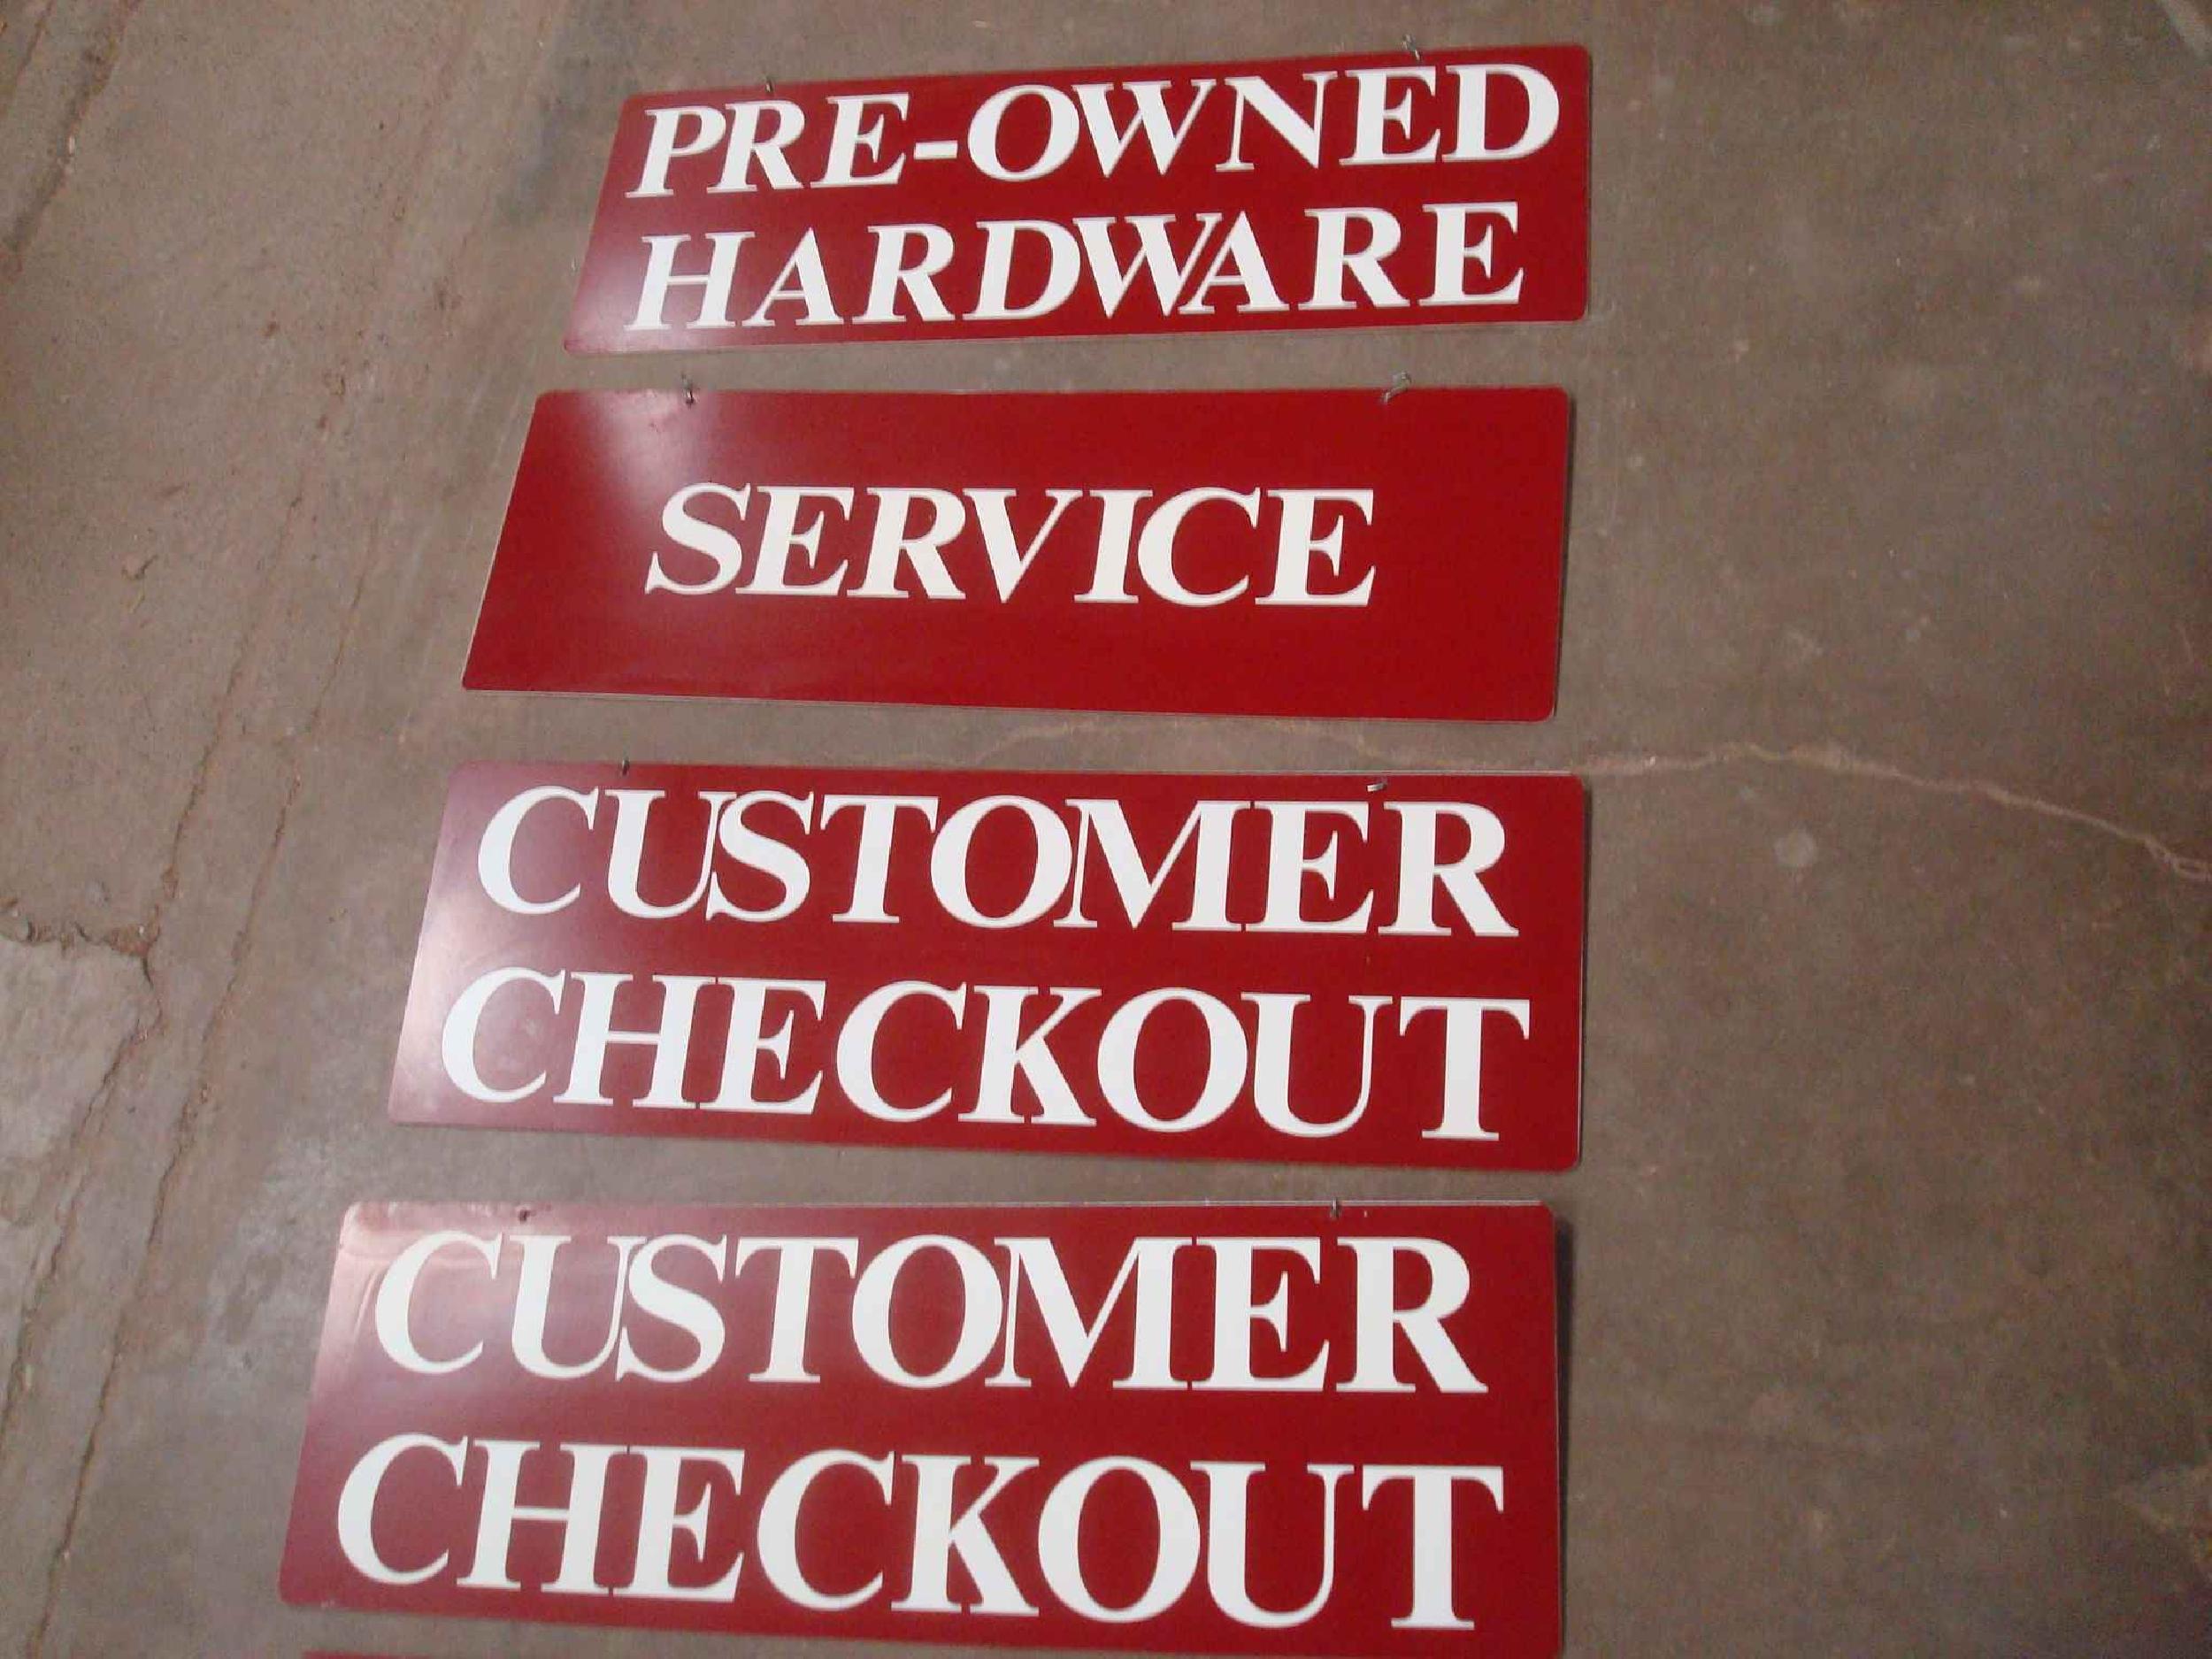 PRE-OWNED
HARDWARE
SERVICE
CUSTOMER
CHECKOUT
CUSTOMER
CHECKOUT